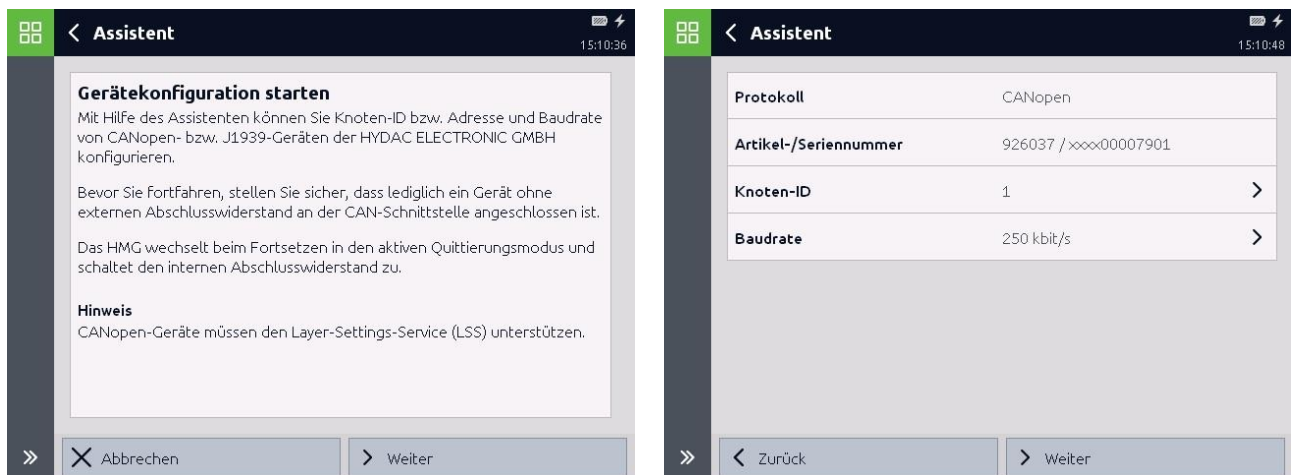 Assistent
15:10:36
Gerätekonfiguration starten
Mit Hilfe des Assistenten können Sie Knoten-ID bzw. Adresse und Baudrate
von CANopen- bzw. J1939-Geräten der HYDAC ELECTRONIC GMBH
konfigurieren.
Bevor Sie fortfahren, stellen Sie sicher, dass lediglich ein Gerät ohne
externen Abschlusswiderstand an der CAN-Schnittstelle angeschlossen ist.
Das HMG wechselt beim Fortsetzen in den aktiven Quittierungsmodus und
schaltet den internen Abschlusswiderstand zu.
Hinweis
CANopen-Geräte müssen den Layer-Settings-Service (LSS) unterstützen.
Abbrechen
Weiter
Assistent
15:10:48
Protokoll CANopen
Artikel-/Seriennummer 926037 / xxxx00007901
Knoten-ID 1
Baudrate 250 kbit/s
Zurück
Weiter